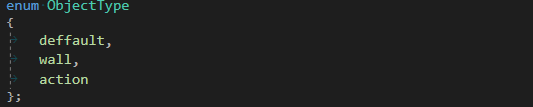 enum ObjectType
{
deffault,
wall,
action
};